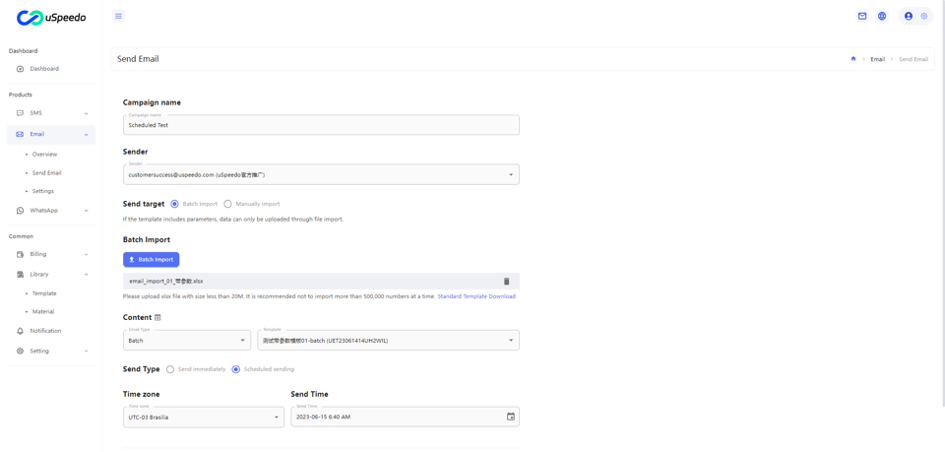 uSpeedo
Dashboard
Dashboard
Products
SMS
Email
Overview
Send Email
Settings
WhatsApp
Common
Billing
Library
Template
Material
Notification
Setting
Send Email
Email
Send Email
Campaign name
Campaign name
Scheduled Test
Sender
Sender
customersuccess@uspeedo.com (uSpeedo官方推广)
Send target Batch Import Manually Import
If the template includes parameters, data can only be uploaded through file import.
Batch Import
Batch Import
email_import_01_带参数.xlsx
Please upload xlsx file with size less than 20M. It is recommended not to import more than 500,000 numbers at a time. Standard Template Download
Content
Email Type
Batch
Template
测试带参数模版01-batch (UET23061414UH2WIL)
Send Type Send immediately Scheduled sending
Time zone
Time zone
UTC-03 Brasilia
Send Time
Send Time
2023-06-15 6:40 AM